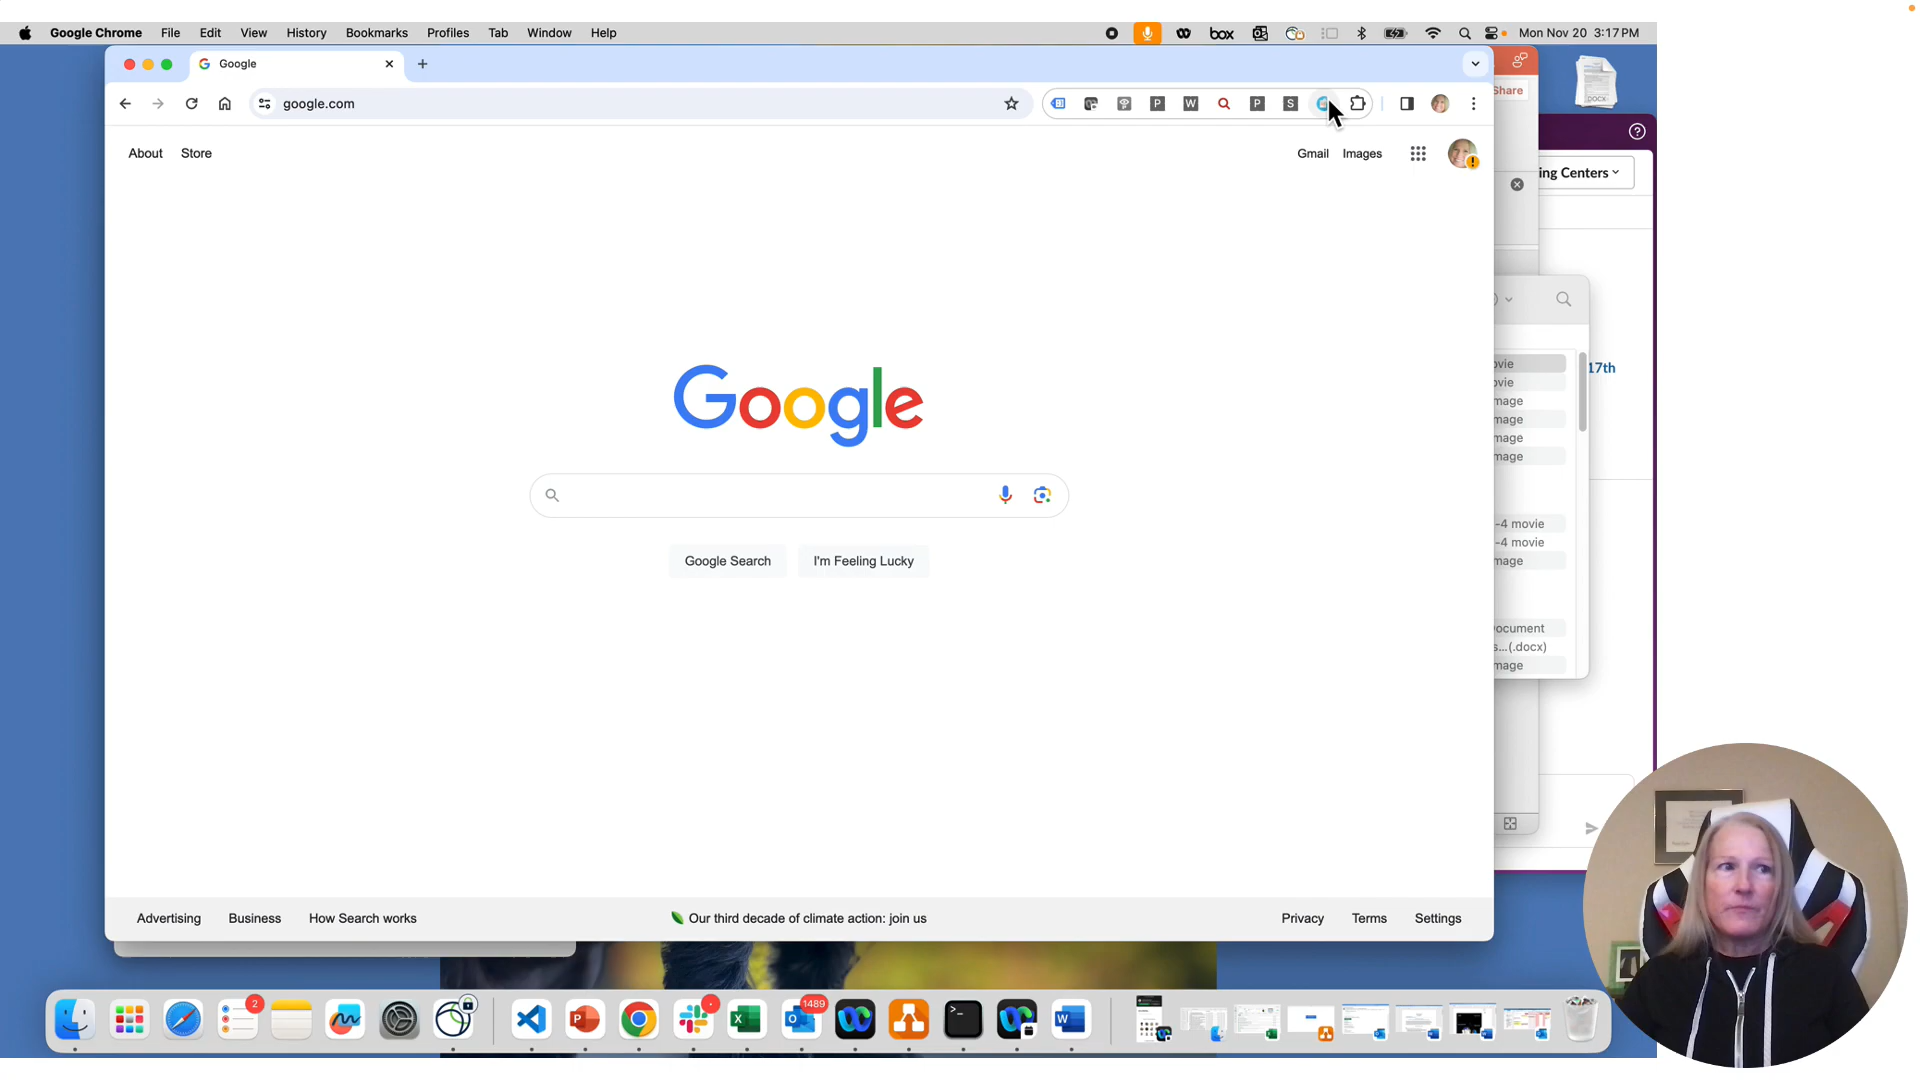 Google Chrome File Edit View History Bookmarks Profiles Tab Window Help box Mon Nov 20 3:17 PM
Google
google.com P W P S
Share
About Store Gmail Images
ing Centers
Google
17th
ovie
ovie
mage
mage
mage
mage
Google Search I'm Feeling Lucky
-4 movie
-4 movie
mage
ocument
s...(.docx)
mage
Advertising Business How Search works Our third decade of climate action: join us Privacy Terms Settings
2 1489
DOCX